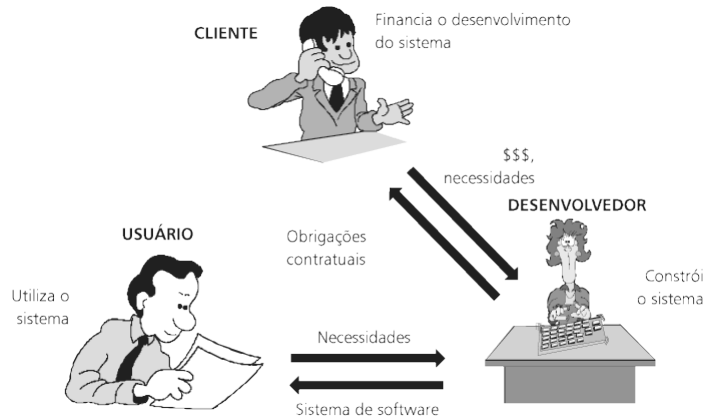 CLIENTE
Financia o desenvolvimento
do sistema
$$$,
necessidades
DESENVOLVEDOR
USUÁRIO
Obrigações
contratuais
Constrói
o sistema
Utiliza o
sistema
Necessidades
Sistema de software